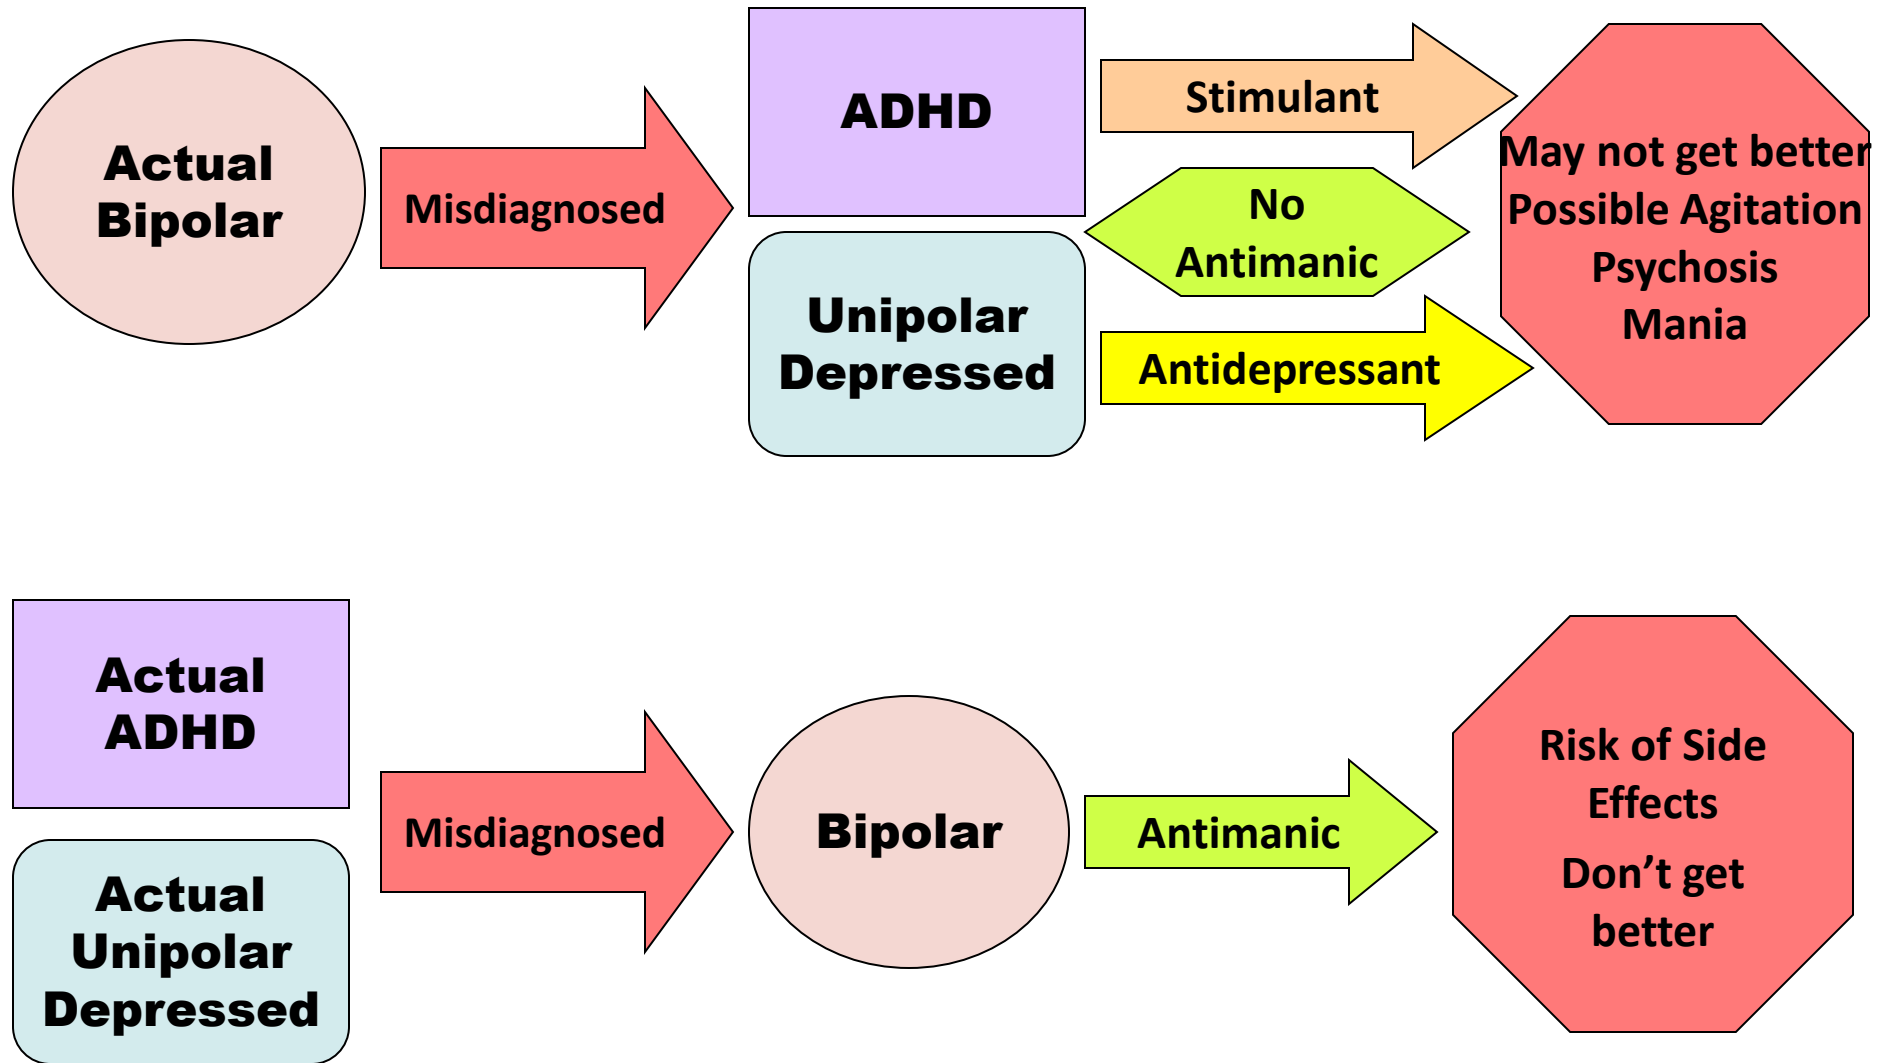 Actual
Bipolar
Misdiagnosed
ADHD
Unipolar
Depressed
Stimulant
No
Antimanic
Antidepressant
May not get better
Possible Agitation
Psychosis
Mania
Actual
ADHD
Actual
Unipolar
Depressed
Misdiagnosed
Bipolar
Antimanic
Risk of Side
Effects
Don’t get
better